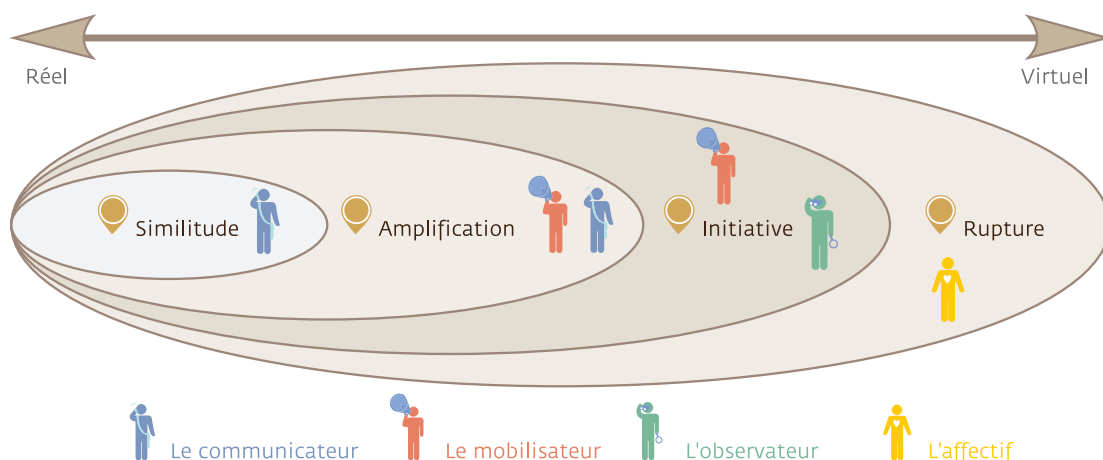 Réel
Virtuel
Similitude
Amplification
Initiative
Rupture
Le communicateur
Le mobilisateur
L'observateur
L'affectif